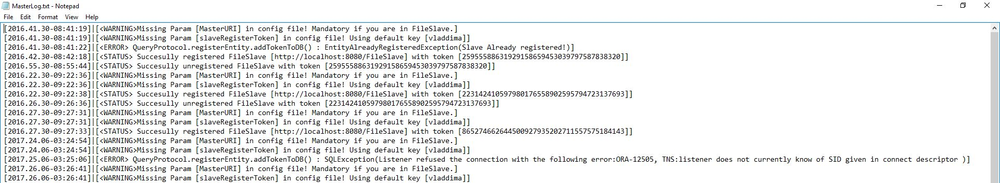 MasterLog.txt - Notepad
File Edit Format View Help
[2016.41.30-08:41:19]|[<WARNING>Missing Param [MasterURI] in config file! Mandatory if you are in FileSlave.]
[2016.41.30-08:41:19]|[<WARNING>Missing Param [slaveRegisterToken] in config file! Using default key [vladdima]]
[2016.41.30-08:41:22]|[<ERROR> QueryProtocol.registerEntity.addTokenToDB() : EntityAlreadyRegisteredException(Slave Already registered!)]
[2016.42.30-08:42:18]|[<STATUS> Succesully registered FileSlave [http://localhost:8080/FileSlave] with token [259555886319291586594530397975878​38320]]
[2016.55.30-08:55:44]|[<STATUS> Succesully unregistered FileSlave with token [25955588631929158659453039797587838320]]
[2016.22.30-09:22:36]|[<WARNING>Missing Param [MasterURI] in config file! Mandatory if you are in FileSlave.]
[2016.22.30-09:22:36]|[<WARNING>Missing Param [slaveRegisterToken] in config file! Using default key [vladdima]]
[2016.22.30-09:22:38]|[<STATUS> Succesully registered FileSlave [http://localhost:8080/FileSlave] with token [223142410597980176558902595794723137693]]
[2016.26.30-09:26:36]|[<STATUS> Succesully unregistered FileSlave with token [223142410597980176558902595794723137693]]
[2016.27.30-09:27:31]|[<WARNING>Missing Param [MasterURI] in config file! Mandatory if you are in FileSlave.]
[2016.27.30-09:27:31]|[<WARNING>Missing Param [slaveRegisterToken] in config file! Using default key [vladdima]]
[2016.27.30-09:27:33]|[<STATUS> Succesully registered FileSlave [http://localhost:8080/FileSlave] with token [865274662644500927935202711557575184143]]
[2017.24.06-03:24:54]|[<WARNING>Missing Param [MasterURI] in config file! Mandatory if you are in FileSlave.]
[2017.24.06-03:24:54]|[<WARNING>Missing Param [slaveRegisterToken] in config file! Using default key [vladdima]]
[2017.25.06-03:25:06]|[<ERROR> QueryProtocol.registerEntity.addTokenToDB() : SQLException(Listener refused the connection with the following error:ORA-12505, TNS:listener does not currently know of SID given in connect descriptor )]
[2017.26.06-03:26:41]|[<WARNING>Missing Param [MasterURI] in config file! Mandatory if you are in FileSlave.]
[2017.26.06-03:26:41]|[<WARNING>Missing Param [slaveRegisterToken] in config file! Using default key [vladdima]]